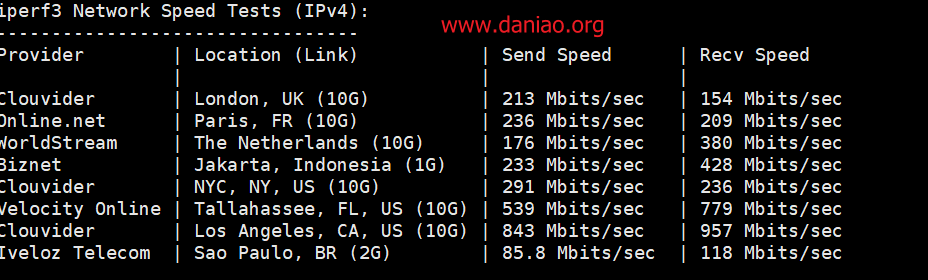 iperf3 Network Speed Tests (IPv4):
www.daniao.org
---------------------------------
Provider        | Location (Link)           | Send Speed      | Recv Speed
                |                           |                 |
Clouvider       | London, UK (10G)          | 213 Mbits/sec   | 154 Mbits/sec
Online.net      | Paris, FR (10G)           | 236 Mbits/sec   | 209 Mbits/sec
WorldStream     | The Netherlands (10G)     | 176 Mbits/sec   | 380 Mbits/sec
Biznet          | Jakarta, Indonesia (1G)   | 233 Mbits/sec   | 428 Mbits/sec
Clouvider       | NYC, NY, US (10G)         | 291 Mbits/sec   | 236 Mbits/sec
Velocity Online | Tallahassee, FL, US (10G) | 539 Mbits/sec   | 779 Mbits/sec
Clouvider       | Los Angeles, CA, US (10G) | 843 Mbits/sec   | 957 Mbits/sec
Iveloz Telecom  | Sao Paulo, BR (2G)        | 85.8 Mbits/sec  | 118 Mbits/sec